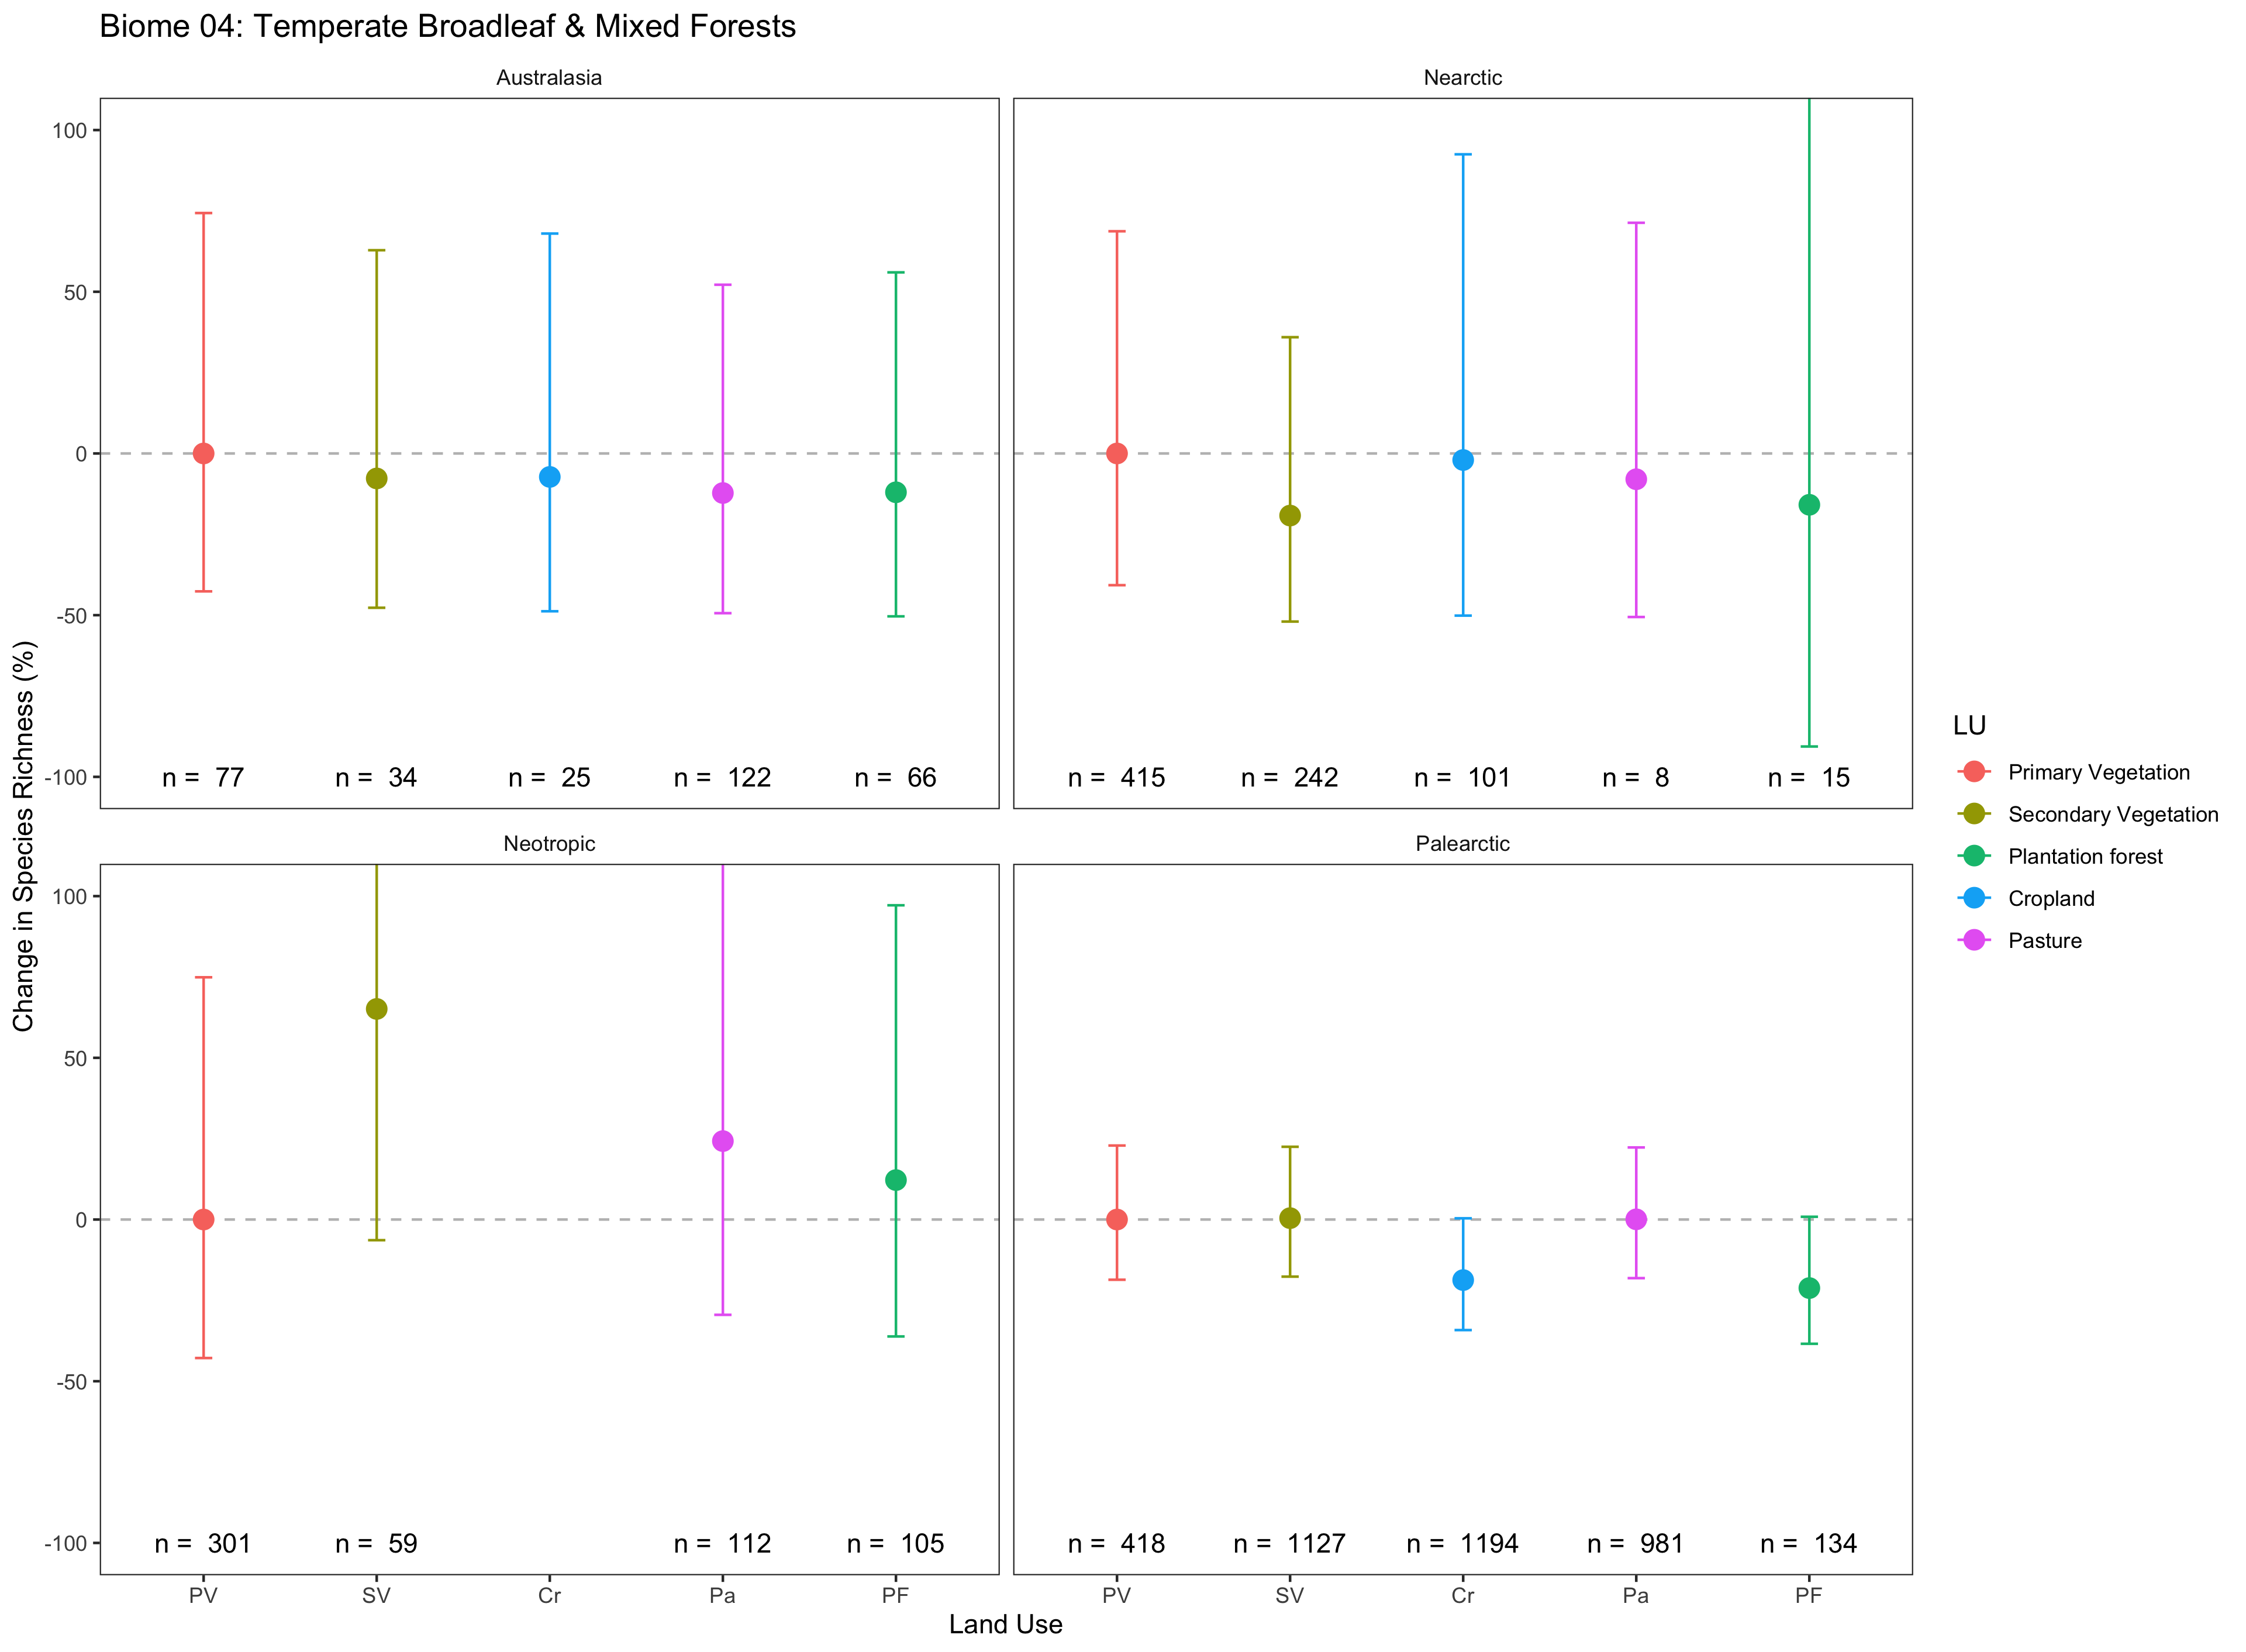 Biome 04: Temperate Broadleaf & Mixed Forests
Australasia
Nearctic
100
50
0
-50
-100
n = 77
n = 34
n = 25
n = 122
n = 66
n = 415
n = 242
n = 101
n = 8
n = 15
Change in Species Richness (%)
Neotropic
Palearctic
100
50
0
-50
-100
n = 301
n = 59
n = 112
n = 105
n = 418
n = 1127
n = 1194
n = 981
n = 134
PV
SV
Cr
Pa
PF
PV
SV
Cr
Pa
PF
Land Use
LU
Primary Vegetation
Secondary Vegetation
Plantation forest
Cropland
Pasture